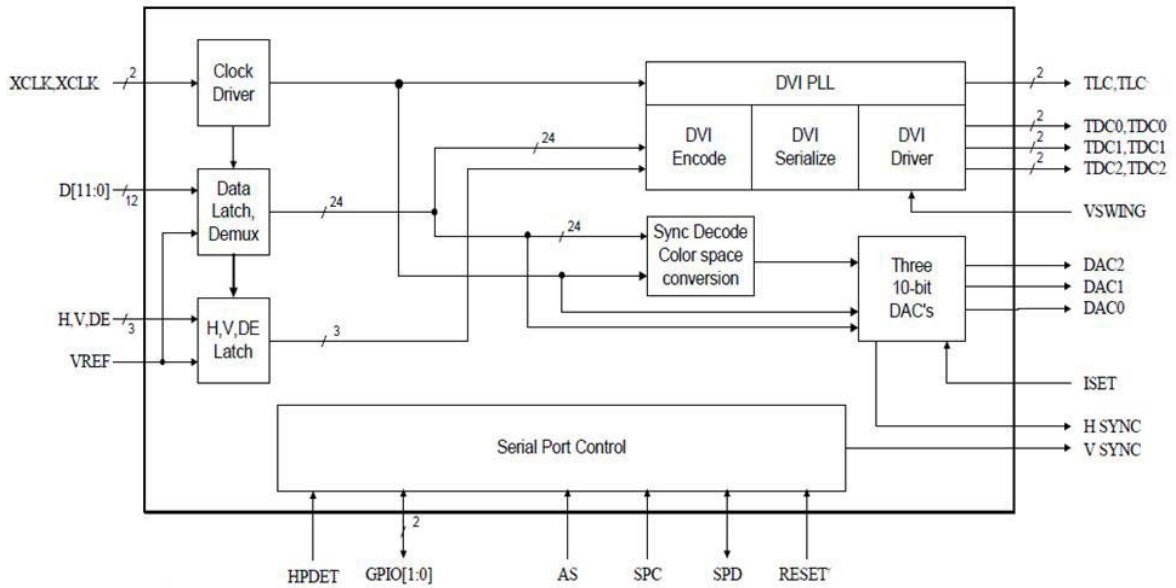 XCLK,XCLK
2
Clock
Driver
DVI PLL
2
TLC,TLC
D[11:0]
12
Data
Latch,
Demux
24
24
DVI
Encode
DVI
Serialize
DVI
Driver
2
TDC0,TDC0
2
TDC1,TDC1
2
TDC2,TDC2
VSWING
24
Sync Decode
Color space
conversion
Three
10-bit
DAC's
DAC2
DAC1
DAC0
H,V,DE
3
VREF
H,V,DE
Latch
3
ISET
H SYNC
V SYNC
Serial Port Control
2
HPDET
GPIO[1:0]
AS
SPC
SPD
RESET'